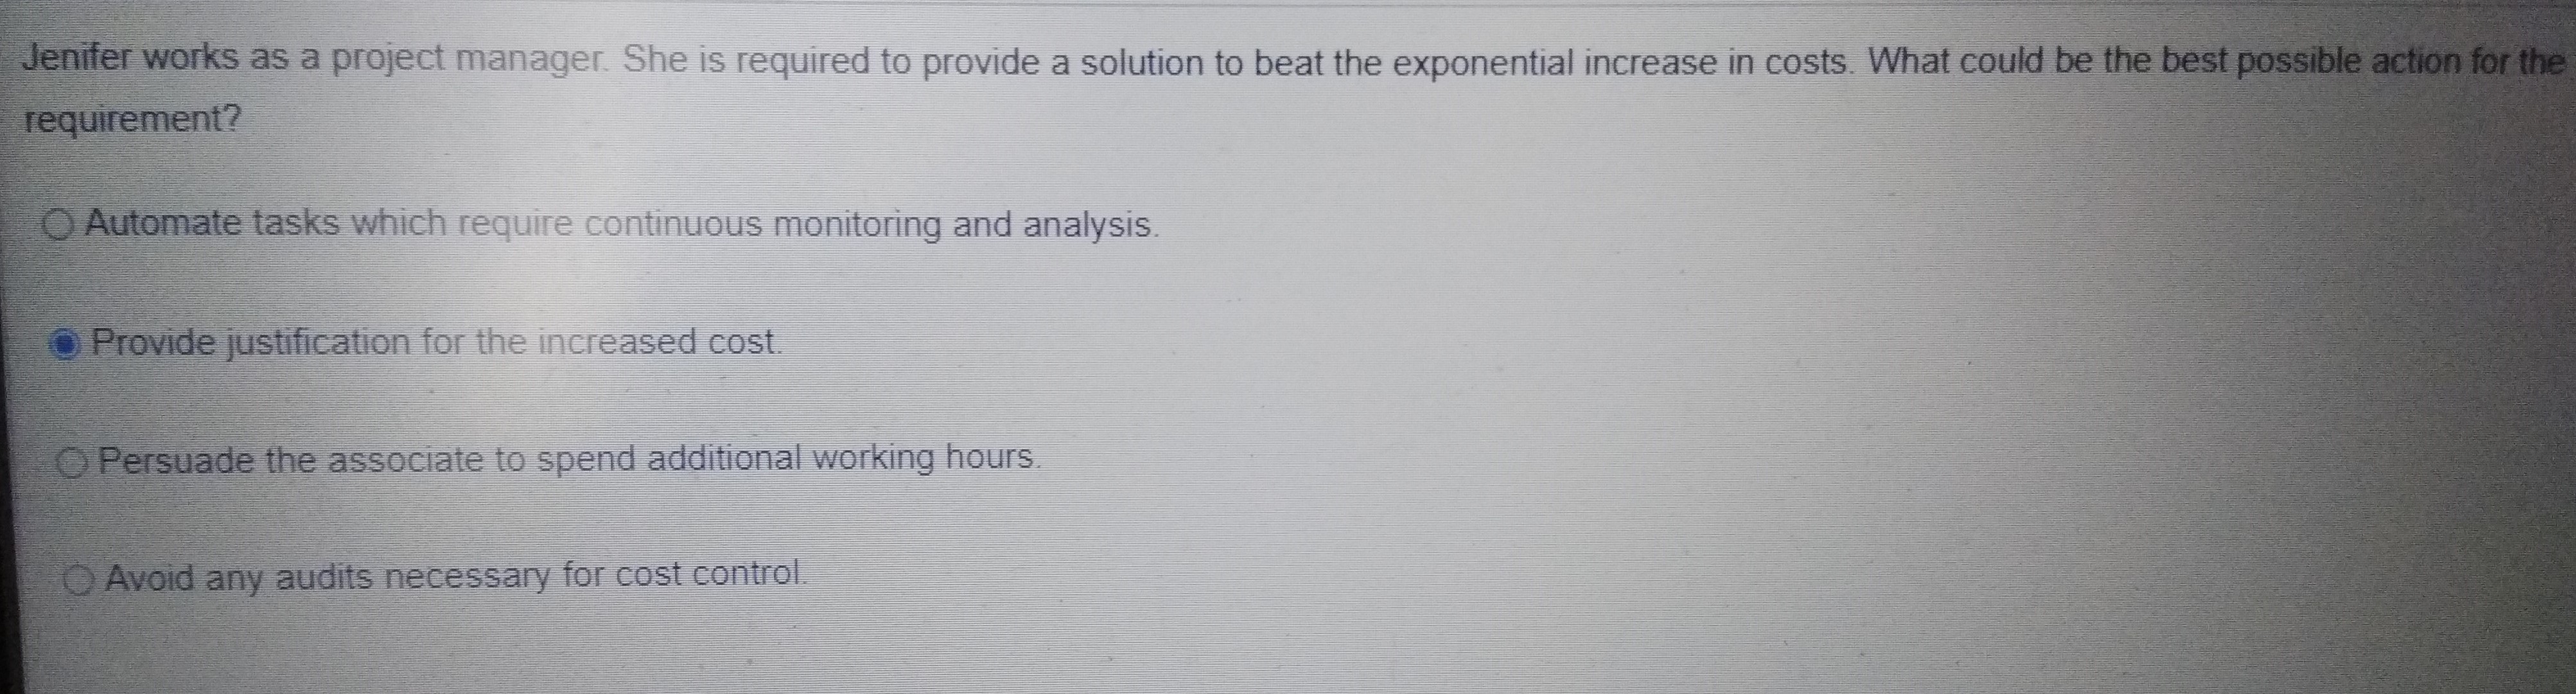 Jenifer works as a project manager. She is required to provide a solution to beat the exponential increase in costs. What could be the best possible action for the
requirement?
Automate tasks which require continuous monitoring and analysis.
Provide justification for the increased cost.
Persuade the associate to spend additional working hours.
Avoid any audits necessary for cost control.